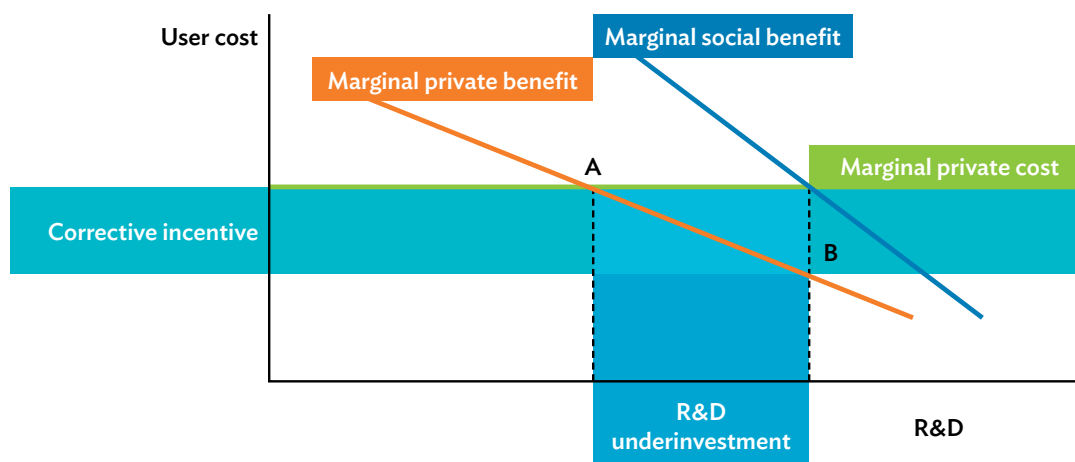 User cost
Marginal social benefit
Marginal private benefit
A
Marginal private cost
Corrective incentive
B
R&D
underinvestment
R&D